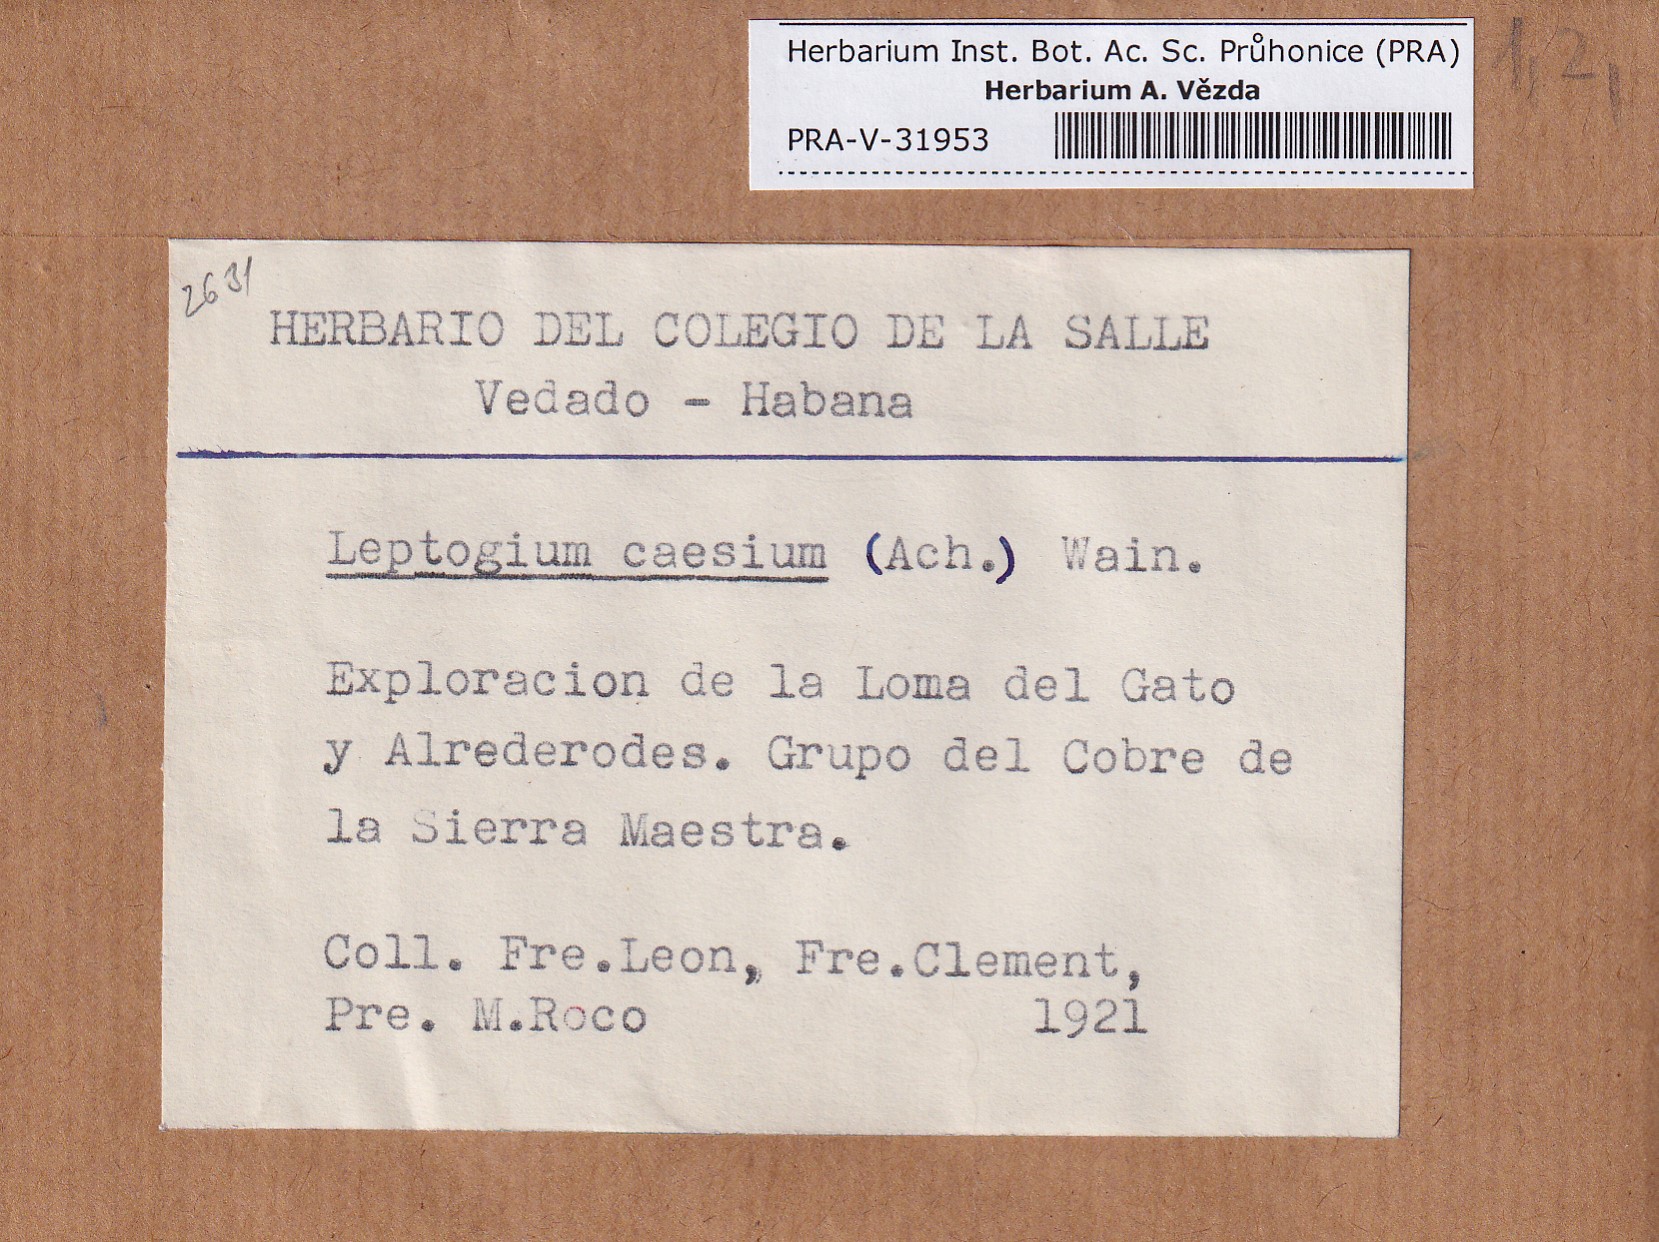 Herbarium Inst. Bot. Ac. Sc. Průhonice (PRA)
Herbarium A. Vězda
PRA-V-31953
1, 2,
2631
HERBARIO DEL COLEGIO DE LA SALLE
Vedado - Habana
Leptogium caesium (Ach.) Wain.
Exploracion de la Loma del Gato
y Alrederodes. Grupo del Cobre de
la Sierra Maestra.
Coll. Fre.Leon, Fre.Clement,
Pre. M.Roco 1921